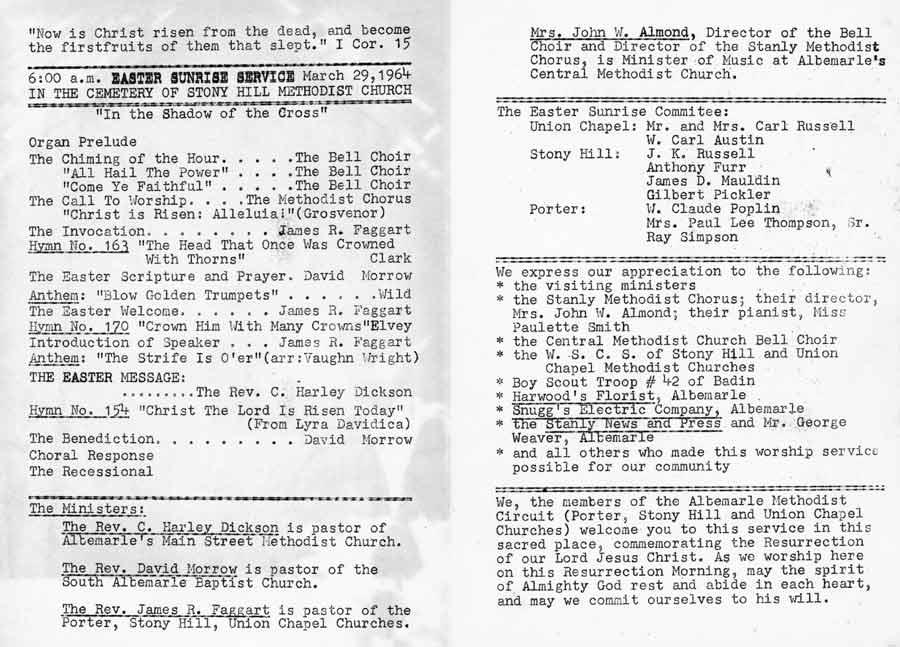 "Now is Christ risen from the dead, and become
the firstfruits of them that slept." I Cor. 15
6:00 a.m. EASTER SUNRISE SERVICE March 29,1964
IN THE CEMETERY OF STONY HILL METHODIST CHURCH
"In the Shadow of the Cross"
Organ Prelude
The Chiming of the Hour. . . . .The Bell Choir
"All Hail The Power" . . . .The Bell Choir
"Come Ye Faithful" . . . . .The Bell Choir
The Call To Worship. . . .The Methodist Chorus
"Christ is Risen: Alleluia!"(Grosvenor)
The Invocation. . . . . . . .James R. Faggart
Hymn No. 163 "The Head That Once Was Crowned
With Thorns" Clark
The Easter Scripture and Prayer. David Morrow
Anthem: "Blow Golden Trumpets" . . . . . .Wild
The Easter Welcome. . . . . .James R. Faggart
Hymn No. 170 "Crown Him With Many Crowns"Elvey
Introduction of Speaker . . . James R. Faggart
Anthem: "The Strife Is O'er"(arr:Vaughn Wright)
THE EASTER MESSAGE:
.........The Rev. C. Harley Dickson
Hymn No. 154 "Christ The Lord Is Risen Today"
(From Lyra Davidica)
The Benediction. . . . . . . . . David Morrow
Choral Response
The Recessional
The Ministers:
The Rev. C. Harley Dickson is pastor of
Albemarle's Main Street Methodist Church.
The Rev. David Morrow is pastor of the
South Albemarle Baptist Church.
The Rev. James R. Faggart is pastor of the
Porter, Stony Hill, Union Chapel Churches.
Mrs. John W. Almond, Director of the Bell
Choir and Director of the Stanly Methodist
Chorus, is Minister of Music at Albemarle's
Central Methodist Church.
The Easter Sunrise Commitee:
Union Chapel: Mr. and Mrs. Carl Russell
W. Carl Austin
Stony Hill: J. K. Russell
Anthony Furr
James D. Mauldin
Gilbert Pickler
Porter: W. Claude Poplin
Mrs. Paul Lee Thompson, Sr.
Ray Simpson
We express our appreciation to the following:
* the visiting ministers
* the Stanly Methodist Chorus; their director,
Mrs. John W. Almond; their pianist, Miss
Paulette Smith
* the Central Methodist Church Bell Choir
* the W. S. C. S. of Stony Hill and Union
Chapel Methodist Churches
* Boy Scout Troop # 42 of Badin
* Harwood's Florist, Albemarle
* Snugg's Electric Company, Albemarle
* the Stanly News and Press and Mr. George
Weaver, Albemarle
* and all others who made this worship service
possible for our community
We, the members of the Albemarle Methodist
Circuit (Porter, Stony Hill and Union Chapel
Churches) welcome you to this service in this
sacred place, commemorating the Resurrection
of our Lord Jesus Christ. As we worship here
on this Resurrection Morning, may the spirit
of Almighty God rest and abide in each heart,
and may we commit ourselves to his will.